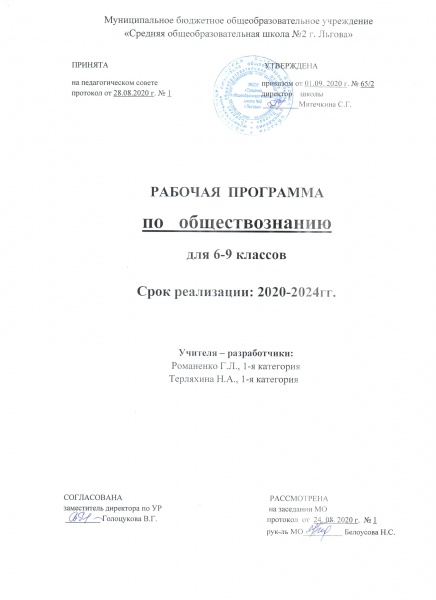 Муниципальное бюджетное общеобразовательное учреждение
«Средняя общеобразовательная школа №2 г. Льгова»
ПРИНЯТА УТВЕРЖДЕНА
на педагогическом совете приказом от 01.09. 2020 г. № 65/2
протокол от 28.08.2020 г. № 1 директор школы
Митечкина С.Г.
РАБОЧАЯ ПРОГРАММА
по обществознанию
для 6-9 классов
Срок реализации: 2020-2024гг.
Учителя – разработчики:
Романенко Г.Л., 1-я категория
Терляхина Н.А., 1-я категория
СОГЛАСОВАНА РАССМОТРЕНА
заместитель директора по УР на заседании МО
Голоцукова В.Г. протокол от 24. 08. 2020 г. № 1
рук-ль МО Белоусова Н.С.